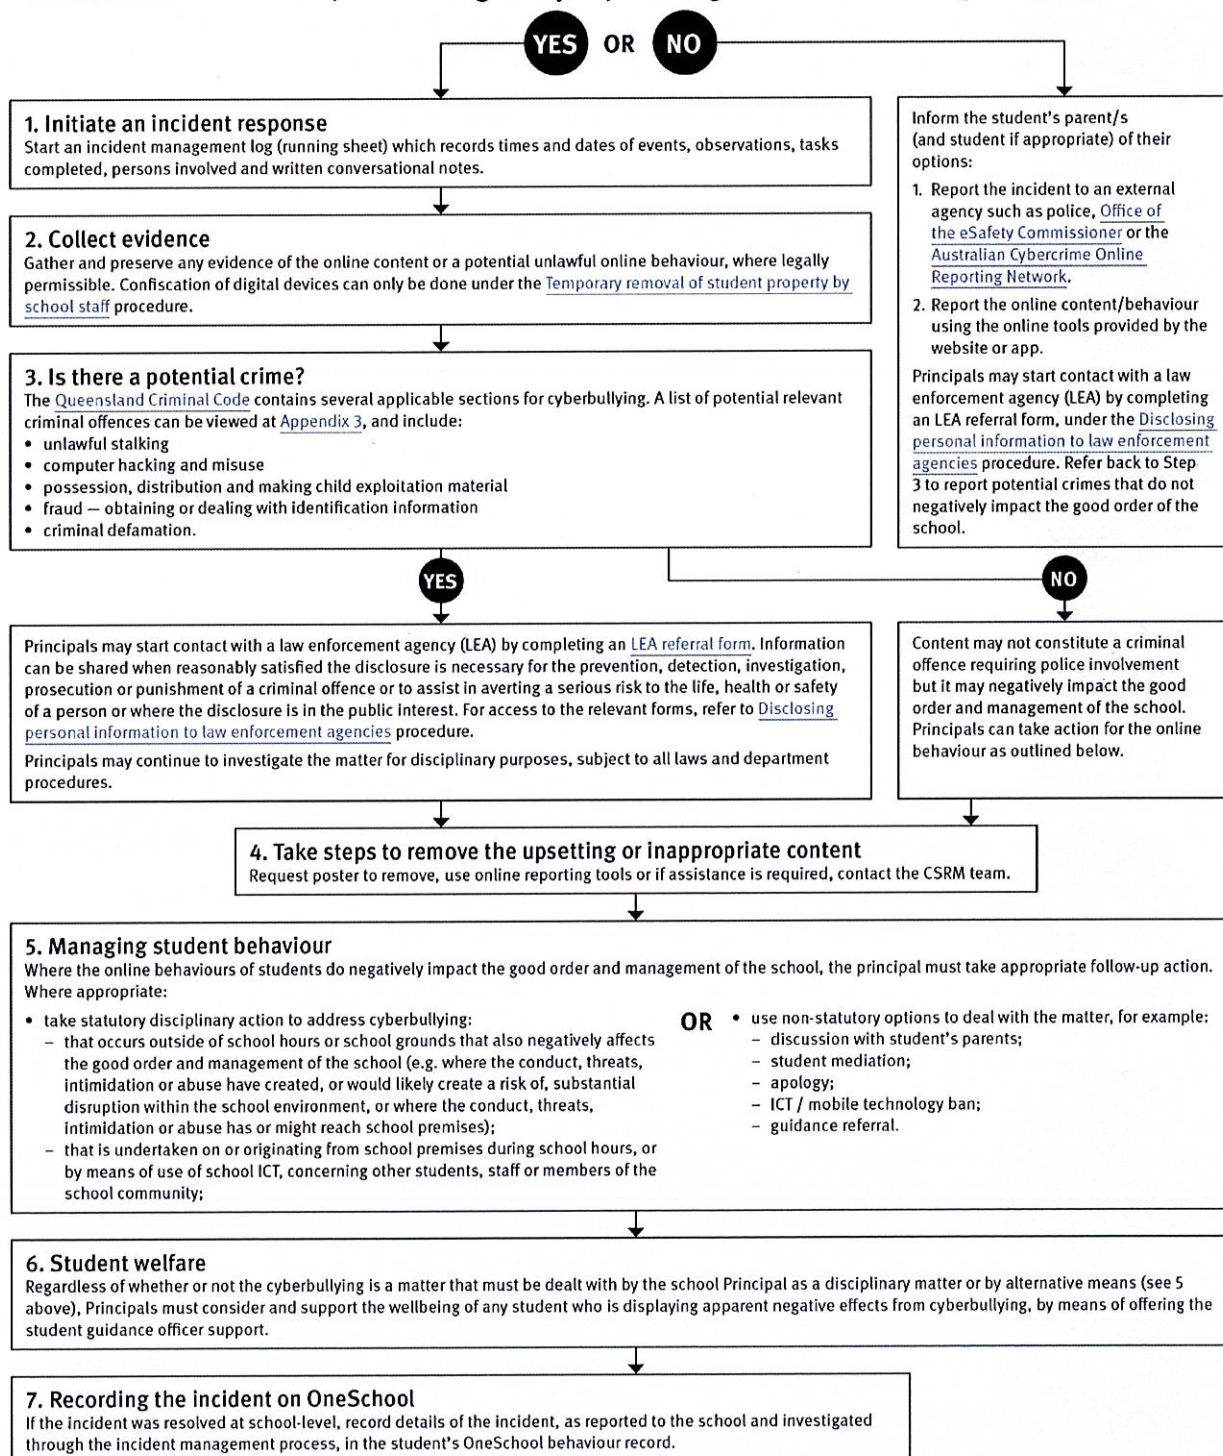 YES OR NO
1. Initiate an incident response
Start an incident management log (running sheet) which records times and dates of events, observations, tasks
completed, persons involved and written conversational notes.
2. Collect evidence
Gather and preserve any evidence of the online content or a potential unlawful online behaviour, where legally
permissible. Confiscation of digital devices can only be done under the Temporary removal of student property by
school staff procedure.
3. Is there a potential crime?
The Queensland Criminal Code contains several applicable sections for cyberbullying. A list of potential relevant
criminal offences can be viewed at Appendix 3, and include:
• unlawful stalking
• computer hacking and misuse
• possession, distribution and making child exploitation material
• fraud — obtaining or dealing with identification information
• criminal defamation.
Inform the student's parent/s
(and student if appropriate) of their
options:
1. Report the incident to an external
agency such as police, Office of
the eSafety Commissioner or the
Australian Cybercrime Online
Reporting Network.
2. Report the online content/behaviour
using the online tools provided by the
website or app.
Principals may start contact with a law
enforcement agency (LEA) by completing
an LEA referral form, under the Disclosing
personal information to law enforcement
agencies procedure. Refer back to Step
3 to report potential crimes that do not
negatively impact the good order of the
school.
YES
NO
Principals may start contact with a law enforcement agency (LEA) by completing an LEA referral form. Information
can be shared when reasonably satisfied the disclosure is necessary for the prevention, detection, investigation,
prosecution or punishment of a criminal offence or to assist in averting a serious risk to the life, health or safety
of a person or where the disclosure is in the public interest. For access to the relevant forms, refer to Disclosing
personal information to law enforcement agencies procedure.
Principals may continue to investigate the matter for disciplinary purposes, subject to all laws and department
procedures.
Content may not constitute a criminal
offence requiring police involvement
but it may negatively impact the good
order and management of the school.
Principals can take action for the online
behaviour as outlined below.
4. Take steps to remove the upsetting or inappropriate content
Request poster to remove, use online reporting tools or if assistance is required, contact the CSRM team.
5. Managing student behaviour
Where the online behaviours of students do negatively impact the good order and management of the school, the principal must take appropriate follow-up action.
Where appropriate:
• take statutory disciplinary action to address cyberbullying:
– that occurs outside of school hours or school grounds that also negatively affects
the good order and management of the school (e.g. where the conduct, threats,
intimidation or abuse have created, or would likely create a risk of, substantial
disruption within the school environment, or where the conduct, threats,
intimidation or abuse has or might reach school premises);
– that is undertaken on or originating from school premises during school hours, or
by means of use of school ICT, concerning other students, staff or members of the
school community;
OR
• use non-statutory options to deal with the matter, for example:
– discussion with student's parents;
– student mediation;
– apology;
– ICT / mobile technology ban;
– guidance referral.
6. Student welfare
Regardless of whether or not the cyberbullying is a matter that must be dealt with by the school Principal as a disciplinary matter or by alternative means (see 5
above), Principals must consider and support the wellbeing of any student who is displaying apparent negative effects from cyberbullying, by means of offering the
student guidance officer support.
7. Recording the incident on OneSchool
If the incident was resolved at school-level, record details of the incident, as reported to the school and investigated
through the incident management process, in the student's OneSchool behaviour record.